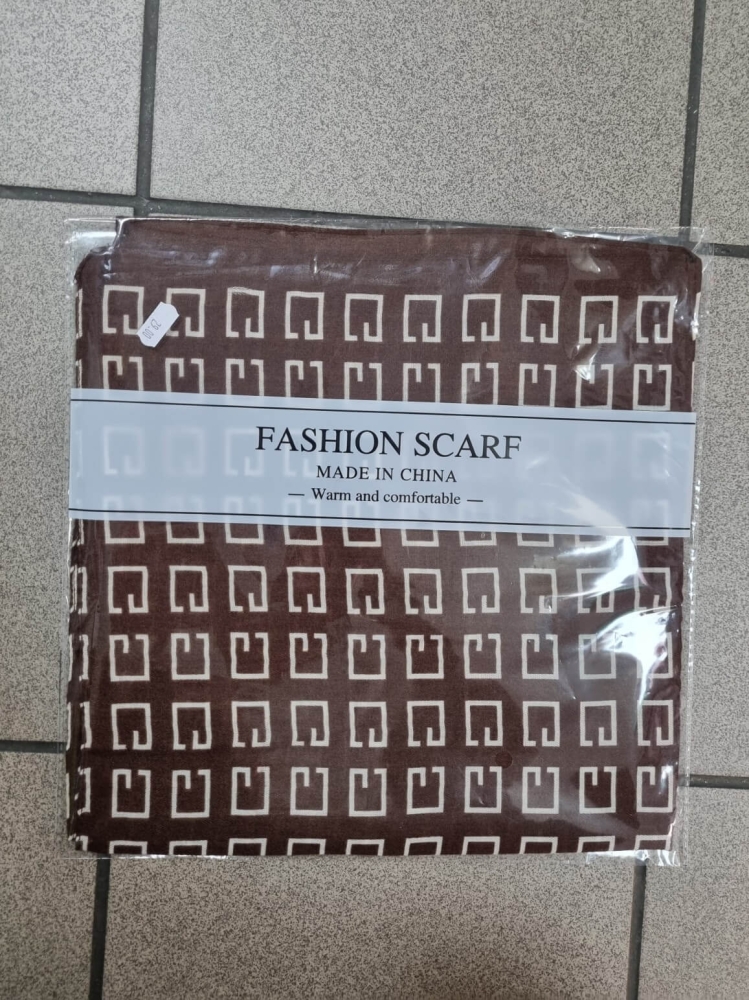 FASHION SCARF
MADE IN CHINA
— Warm and comfortable —